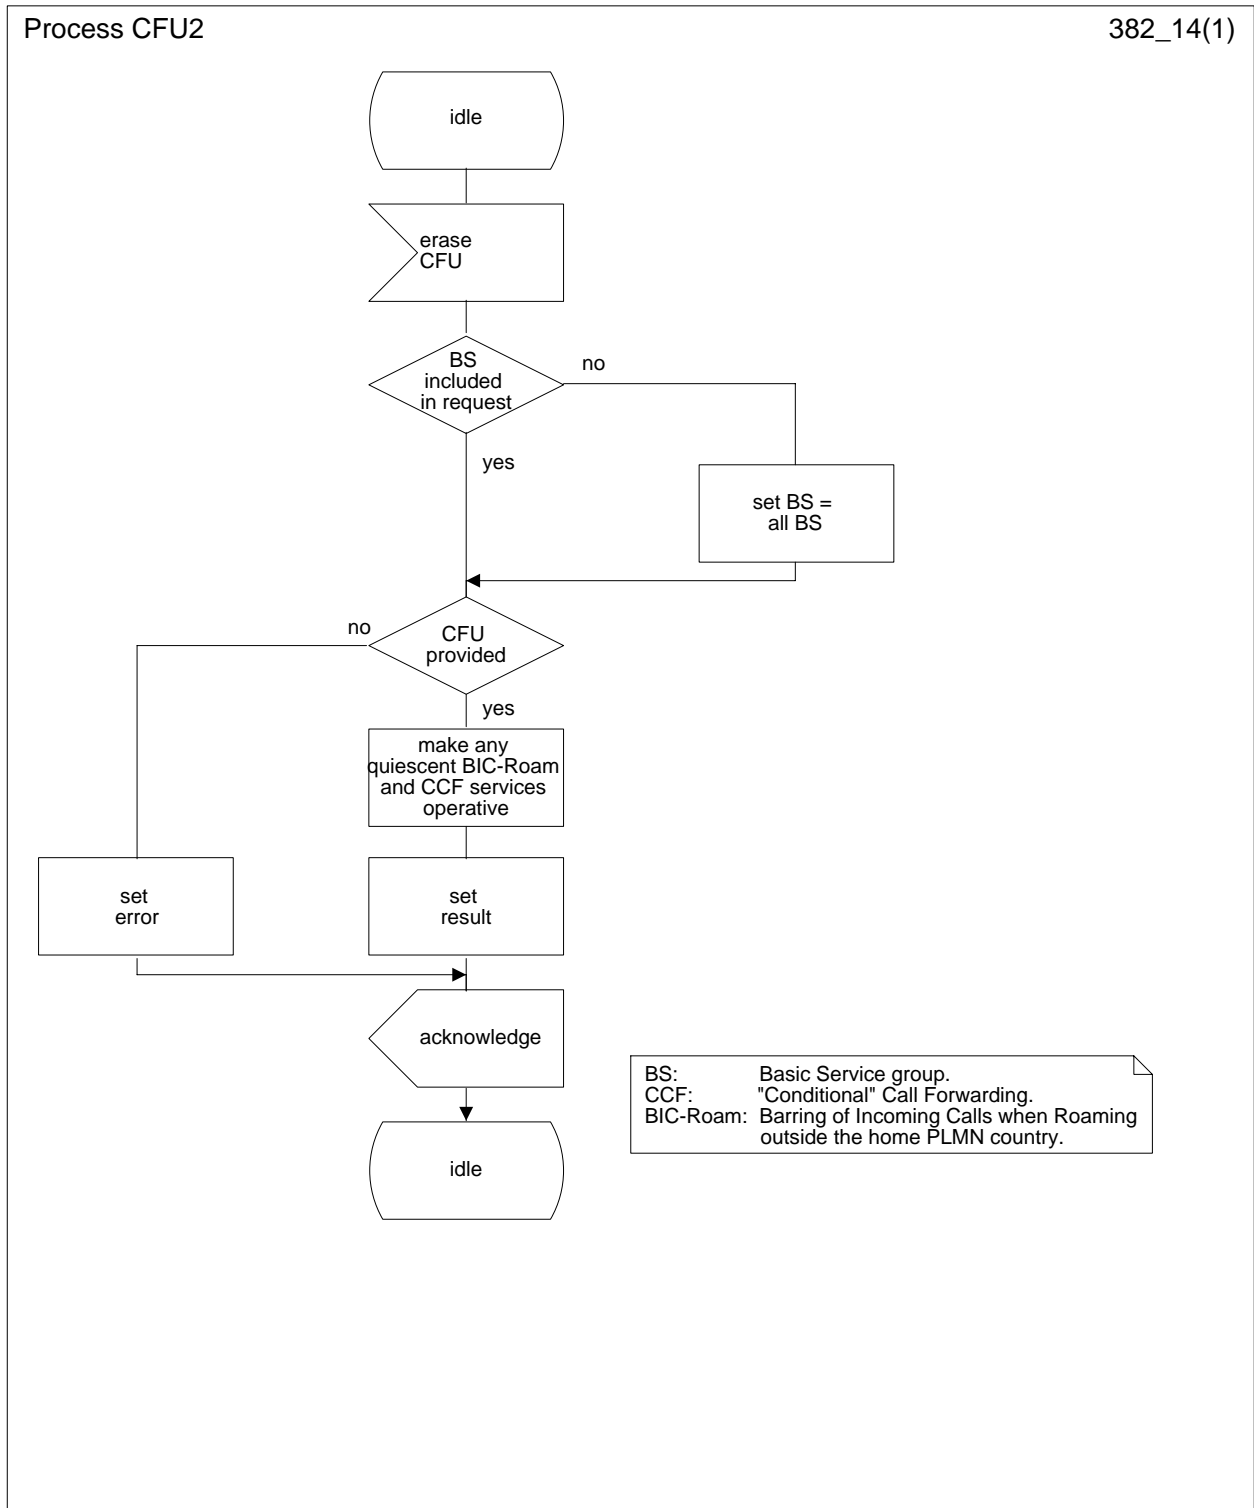 Process CFU2
382_14(1)
idle
erase
CFU
BS
included
in request
no
yes
set BS =
all BS
no
CFU
provided
yes
make any
quiescent BIC-Roam
and CCF services
operative
set
error
set
result
acknowledge
BS: Basic Service group.
CCF: "Conditional" Call Forwarding.
BIC-Roam: Barring of Incoming Calls when Roaming
outside the home PLMN country.
idle